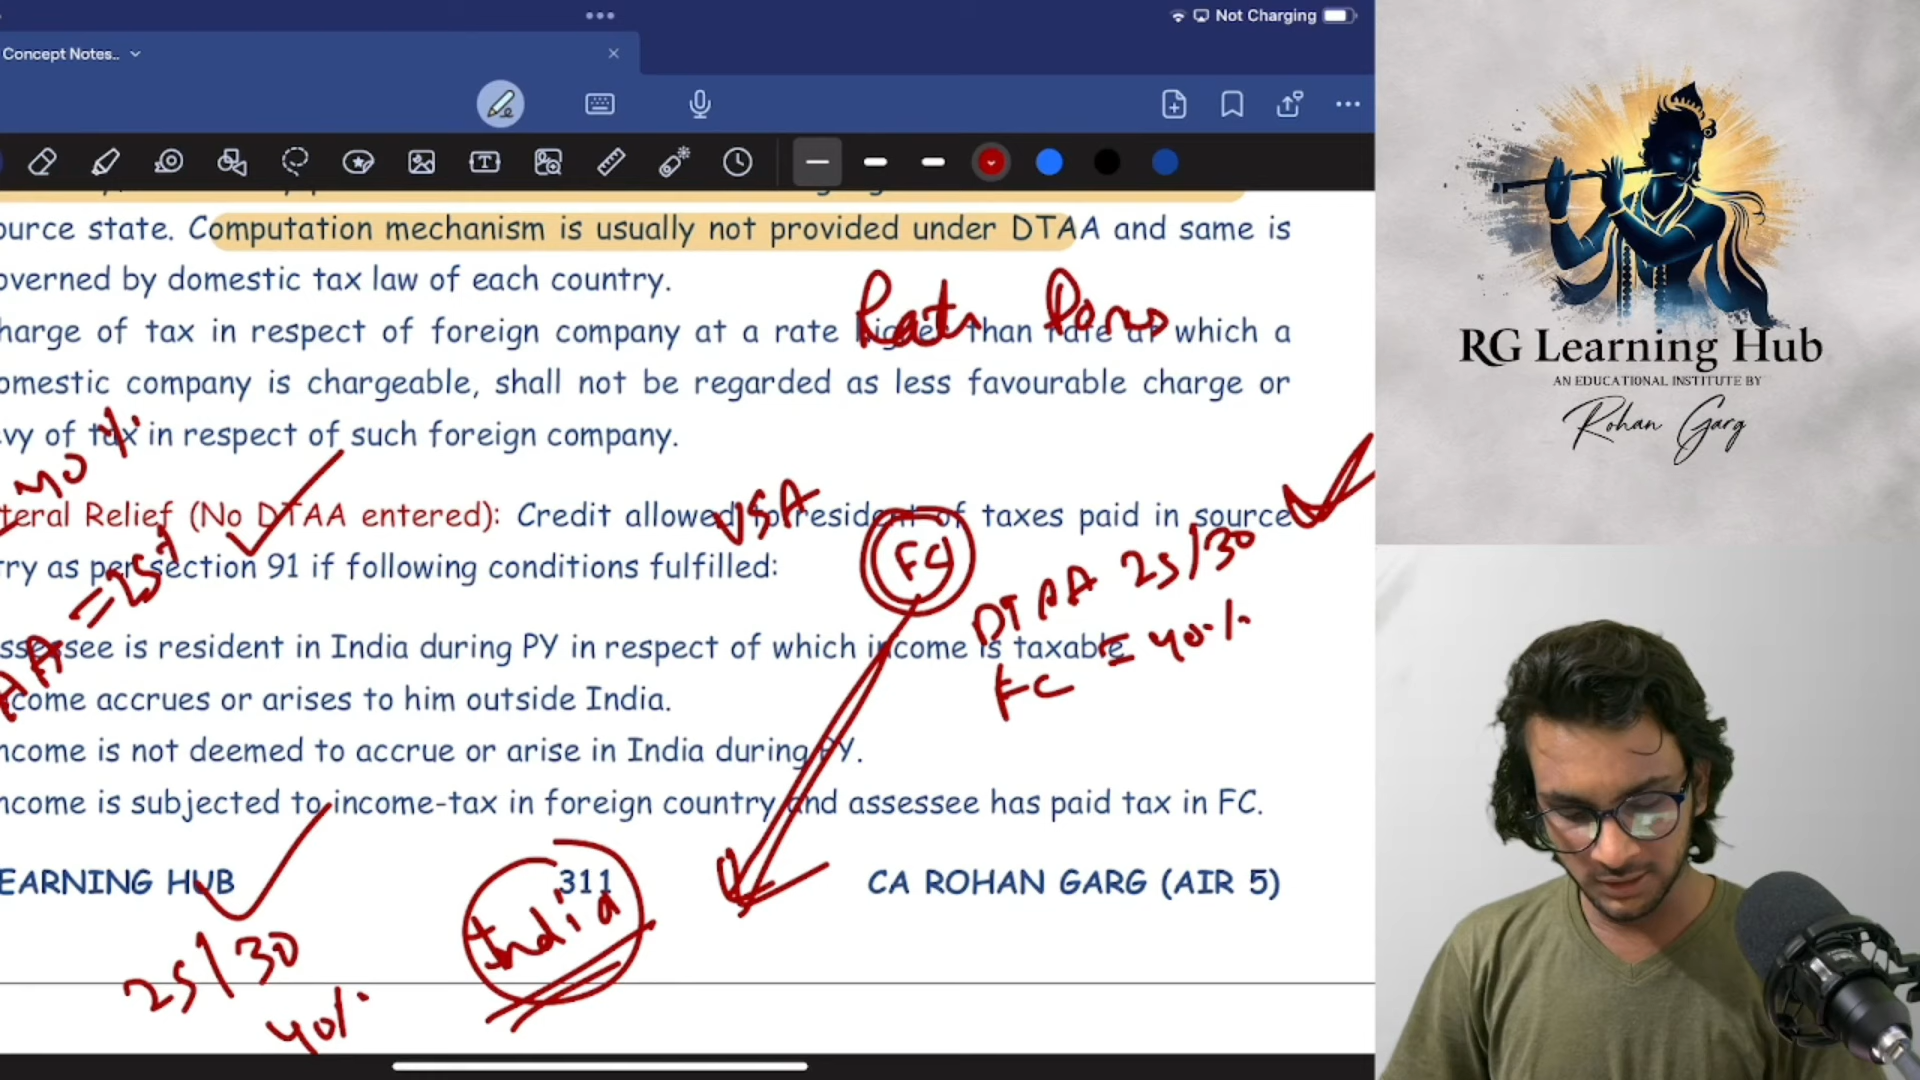 Not Charging
Concept Notes..
ource state. Computation mechanism is usually not provided under DTAA and same is
overned by domestic tax law of each country.
harge of tax in respect of foreign company at a rate higher than rate at which a
omestic company is chargeable, shall not be regarded as less favourable charge or
evy of tax in respect of such foreign company.
40%
teral Relief (No DTAA entered): Credit allowed to resident of taxes paid in source
try as per section 91 if following conditions fulfilled:
= 25%
USA
FC
DTAA 25/30
FC = 40%
ssessee is resident in India during PY in respect of which income is taxable.
come accrues or arises to him outside India.
ncome is not deemed to accrue or arise in India during PY.
ncome is subjected to income-tax in foreign country and assessee has paid tax in FC.
EARNING HUB 311 CA ROHAN GARG (AIR 5)
India
25/30
40%
RG Learning Hub
AN EDUCATIONAL INSTITUTE BY
Rohan Garg